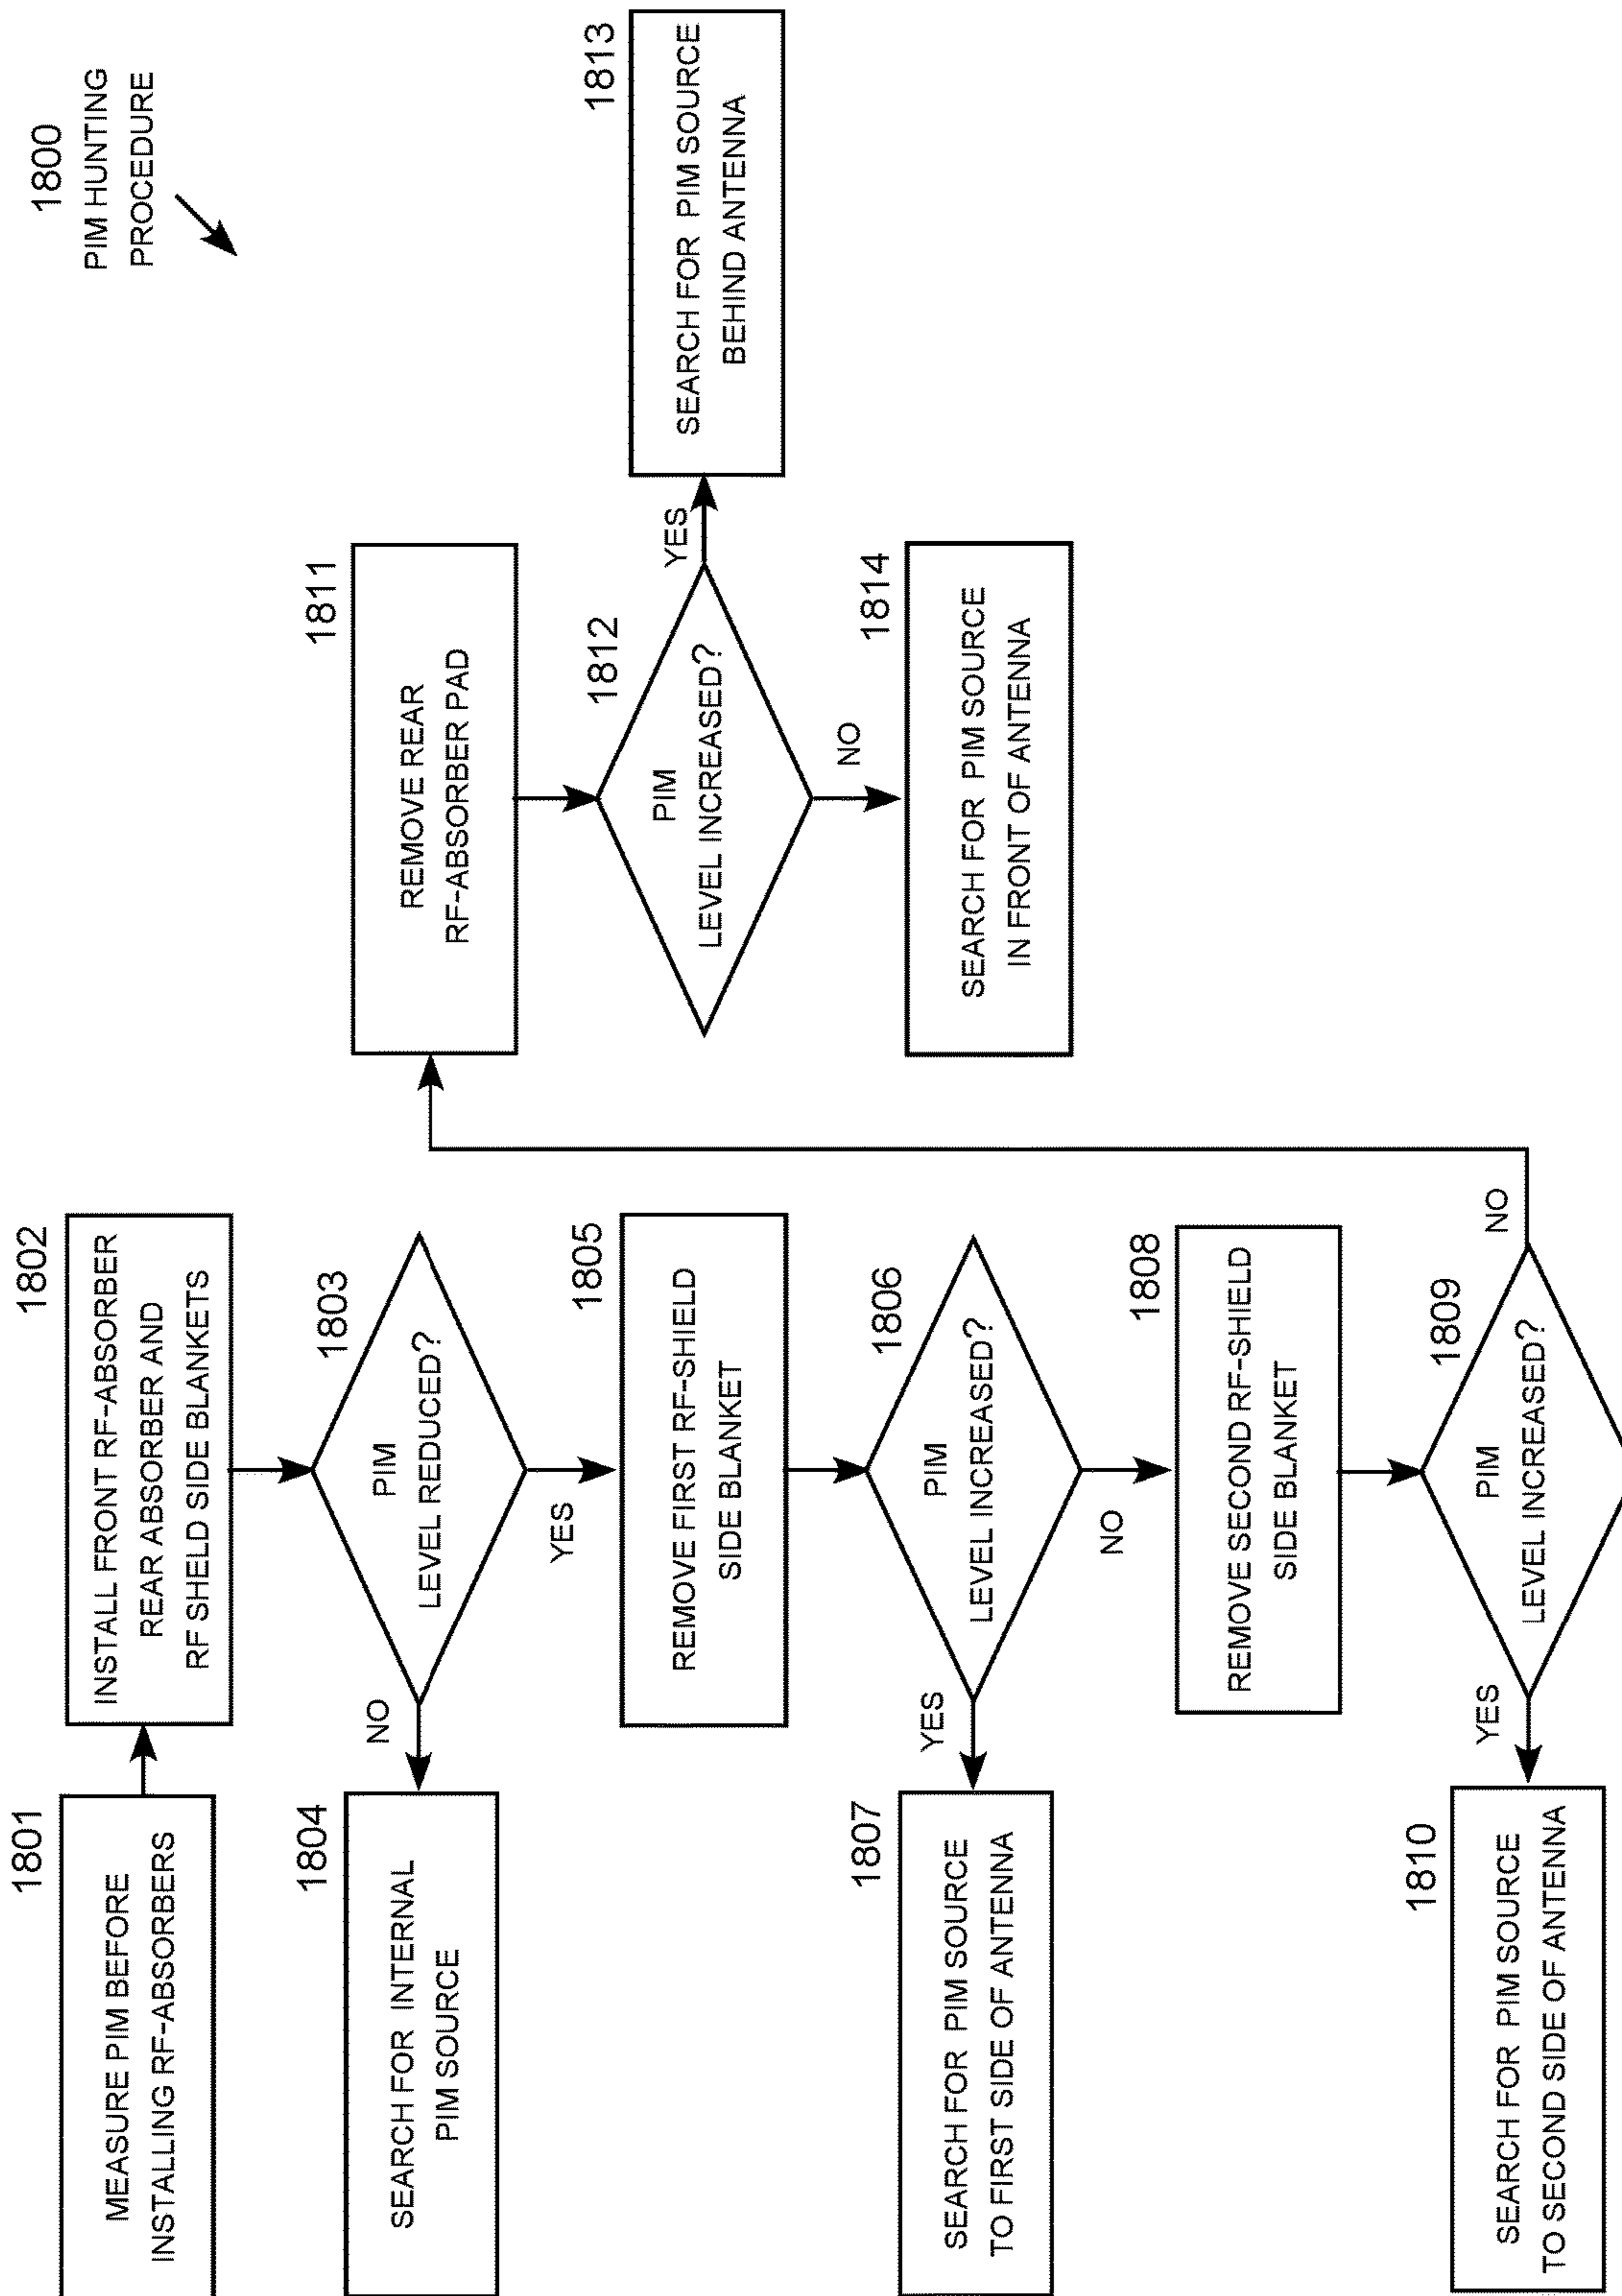 1800
PIM HUNTING
PROCEDURE
1801
MEASURE PIM BEFORE
INSTALLING RF-ABSORBERS
1802
INSTALL FRONT RF-ABSORBER
REAR ABSORBER AND
RF SHELD SIDE BLANKETS
1803
PIM
LEVEL REDUCED?
NO
YES
1804
SEARCH FOR INTERNAL
PIM SOURCE
1805
REMOVE FIRST RF-SHIELD
SIDE BLANKET
1806
PIM
LEVEL INCREASED?
YES
NO
1807
SEARCH FOR PIM SOURCE
TO FIRST SIDE OF ANTENNA
1808
REMOVE SECOND RF-SHIELD
SIDE BLANKET
1809
PIM
LEVEL INCREASED?
YES
NO
1810
SEARCH FOR PIM SOURCE
TO SECOND SIDE OF ANTENNA
1811
REMOVE REAR
RF-ABSORBER PAD
1812
PIM
LEVEL INCREASED?
YES
NO
1813
SEARCH FOR PIM SOURCE
BEHIND ANTENNA
1814
SEARCH FOR PIM SOURCE
IN FRONT OF ANTENNA